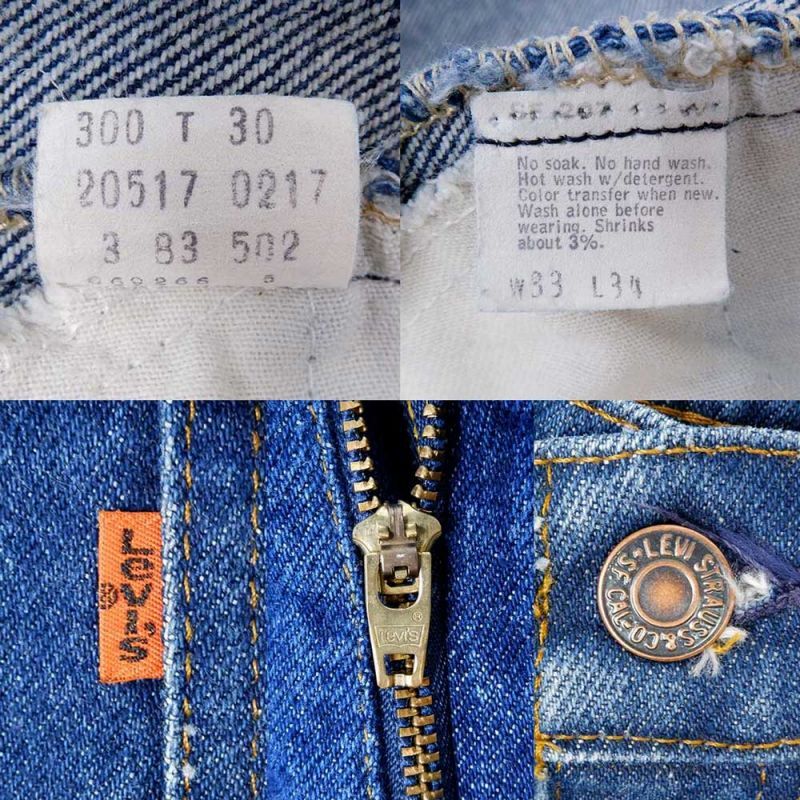 300 T 30
20517 0217
3 83 502
SF 207
No soak. No hand wash.
Hot wash w/detergent.
Color transfer when new.
Wash alone before
wearing. Shrinks
about 3%.
W33 L34
LEVI'S
®
®
Levi's
LEVI STRAUSS & CO
S.F. CAL